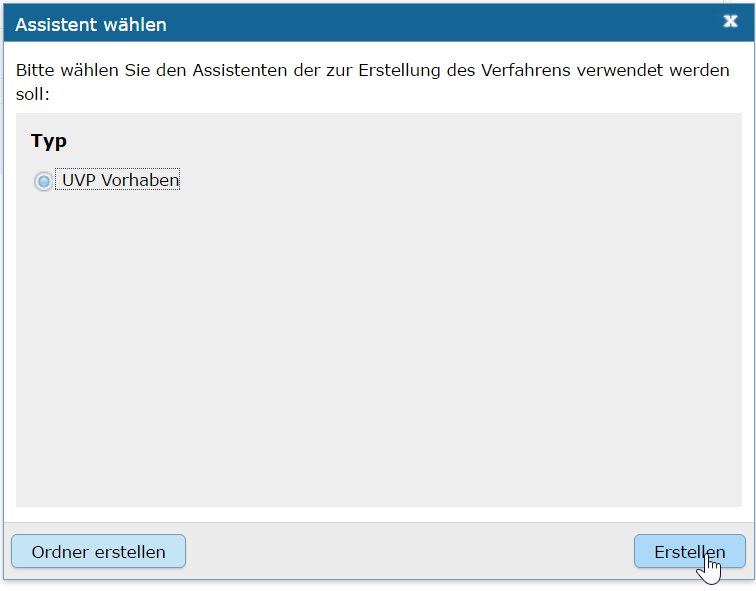 Assistent wählen
Bitte wählen Sie den Assistenten der zur Erstellung des Verfahrens verwendet werden
soll:
Typ
UVP Vorhaben
Ordner erstellen
Erstellen